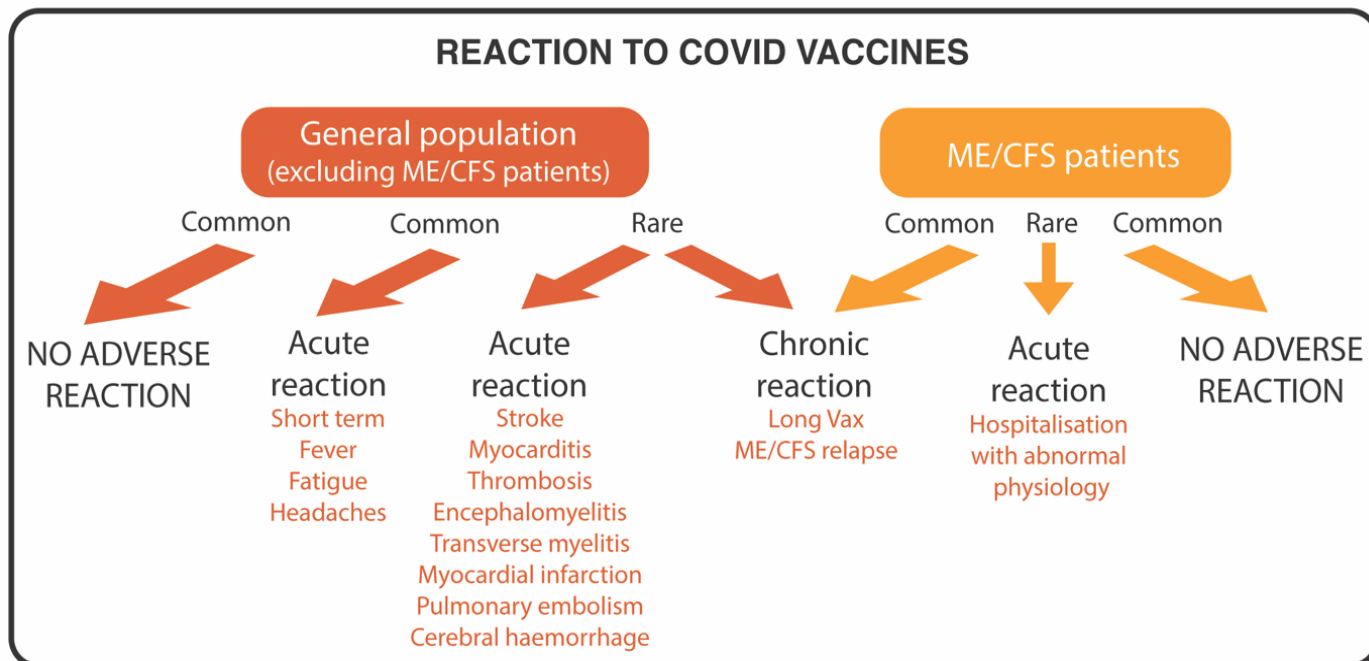 REACTION TO COVID VACCINES
General population
(excluding ME/CFS patients)
ME/CFS patients
Common
Common
Rare
Common
Rare
Common
NO ADVERSE
REACTION
Acute
reaction
Short term
Fever
Fatigue
Headaches
Acute
reaction
Stroke
Myocarditis
Thrombosis
Encephalomyelitis
Transverse myelitis
Myocardial infarction
Pulmonary embolism
Cerebral haemorrhage
Chronic
reaction
Long Vax
ME/CFS relapse
Acute
reaction
Hospitalisation
with abnormal
physiology
NO ADVERSE
REACTION